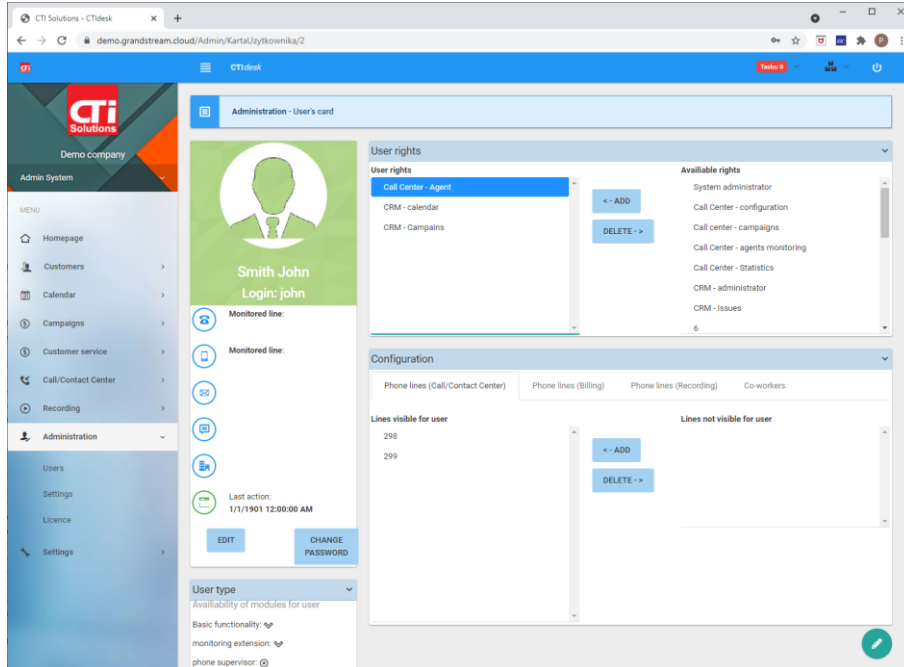 CTI Solutions - CTIdesk
demo.grandstream.cloud/Admin/KartaUzytkownika/2
cTi
CTIdesk
Tasks: 0
cTi
Solutions
Demo company
Admin System
MENU
Homepage
Customers
Calendar
Campaigns
Customer service
Call/Contact Center
Recording
Administration
Users
Settings
Licence
Settings
Administration - User's card
Smith John
Login: john
Monitored line:
Monitored line:
Last action:
1/1/1901 12:00:00 AM
EDIT
CHANGE
PASSWORD
User type
Availiability of modules for user
Basic functionality:
monitoring extension:
phone supervisor:
User rights
User rights
Call Center - Agent
CRM - calendar
CRM - Campains
< - ADD
DELETE - >
Availiable rights
System administrator
Call Center - configuration
Call center - campaigns
Call Center - agents monitoring
Call Center - Statistics
CRM - administrator
CRM - Issues
6
Configuration
Phone lines (Call/Contact Center)
Phone lines (Billing)
Phone lines (Recording)
Co-workers
Lines visible for user
298
299
< - ADD
DELETE - >
Lines not visible for user